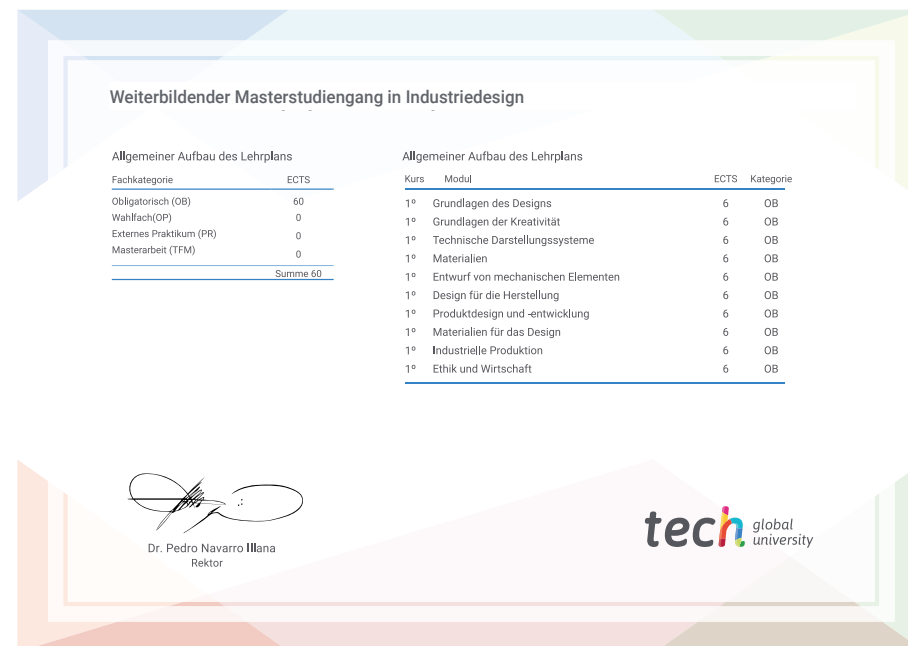 Weiterbildender Masterstudiengang in Industriedesign
Allgemeiner Aufbau des Lehrplans
Fachkategorie ECTS
Obligatorisch (OB) 60
Wahlfach(OP) 0
Externes Praktikum (PR) 0
Masterarbeit (TFM) 0
Summe 60
Allgemeiner Aufbau des Lehrplans
Kurs Modul ECTS Kategorie
1º Grundlagen des Designs 6 OB
1º Grundlagen der Kreativität 6 OB
1º Technische Darstellungssysteme 6 OB
1º Materialien 6 OB
1º Entwurf von mechanischen Elementen 6 OB
1º Design für die Herstellung 6 OB
1º Produktdesign und -entwicklung 6 OB
1º Materialien für das Design 6 OB
1º Industrielle Produktion 6 OB
1º Ethik und Wirtschaft 6 OB
Dr. Pedro Navarro Illana
Rektor
tech global
university